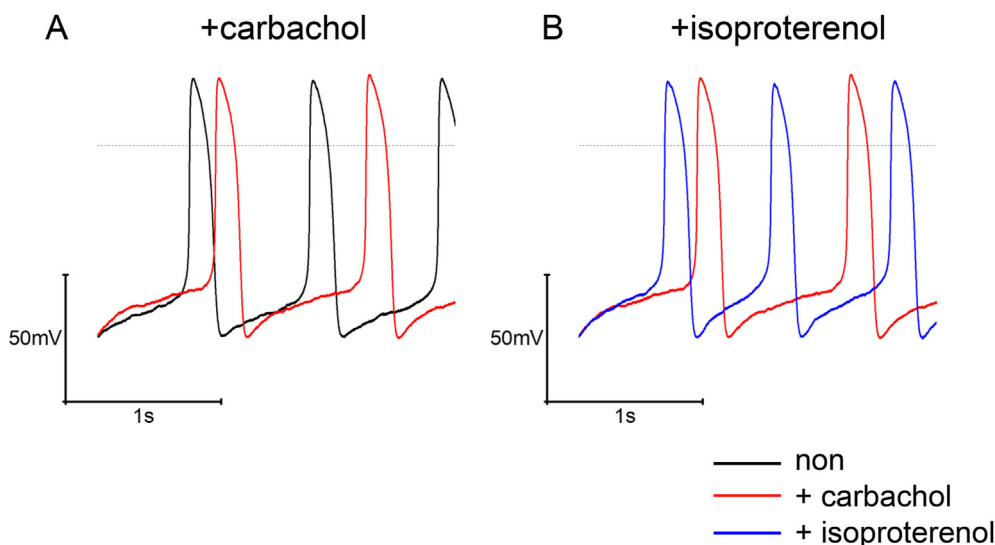 A
+carbachol
50mV
1s
B
+isoproterenol
50mV
1s
non
+ carbachol
+ isoproterenol